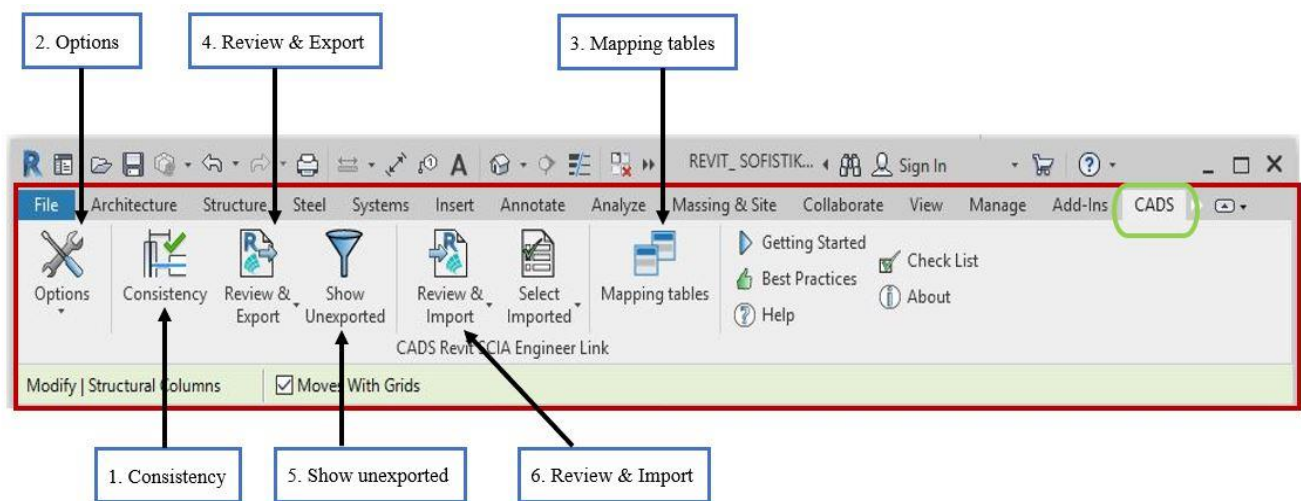 2. Options
4. Review & Export
3. Mapping tables
REVIT_ SOFISTIK... Sign In
File Architecture Structure Steel Systems Insert Annotate Analyze Massing & Site Collaborate View Manage Add-Ins CADS
Getting Started
Check List
Best Practices
About
Help
Options Consistency Review & Show Review & Select Mapping tables
Export Unexported Import Imported
CADS Revit SCIA Engineer Link
Modify | Structural Columns Moves With Grids
1. Consistency
5. Show unexported
6. Review & Import